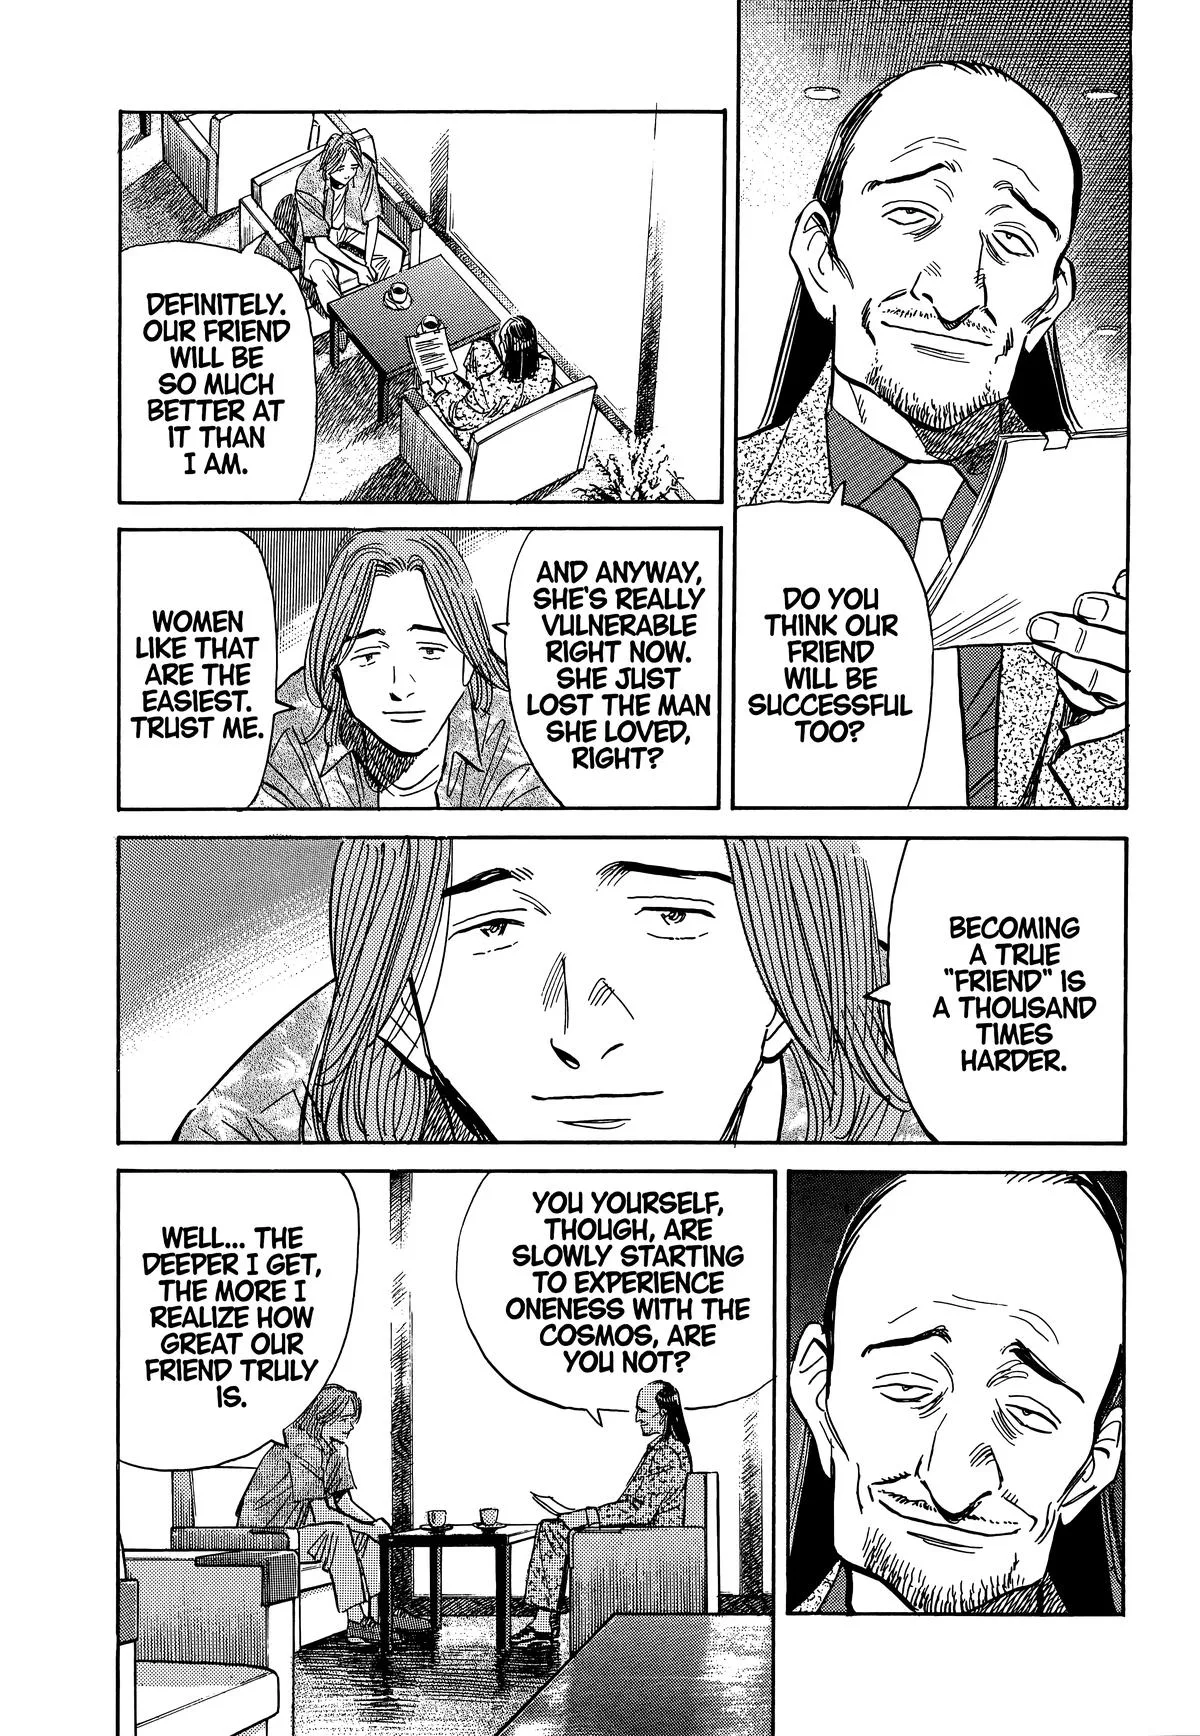 DO YOU
THINK OUR
FRIEND
WILL BE
SUCCESSFUL
TOO?
DEFINITELY.
OUR FRIEND
WILL BE
SO MUCH
BETTER AT
IT THAN
I AM.
AND ANYWAY,
SHE'S REALLY
VULNERABLE
RIGHT NOW.
SHE JUST
LOST THE MAN
SHE LOVED,
RIGHT?
WOMEN
LIKE THAT
ARE THE
EASIEST.
TRUST ME.
BECOMING
A TRUE
"FRIEND" IS
A THOUSAND
TIMES
HARDER.
YOU YOURSELF,
THOUGH, ARE
SLOWLY STARTING
TO EXPERIENCE
ONENESS WITH THE
COSMOS, ARE
YOU NOT?
WELL... THE
DEEPER I GET,
THE MORE I
REALIZE HOW
GREAT OUR
FRIEND TRULY
IS.